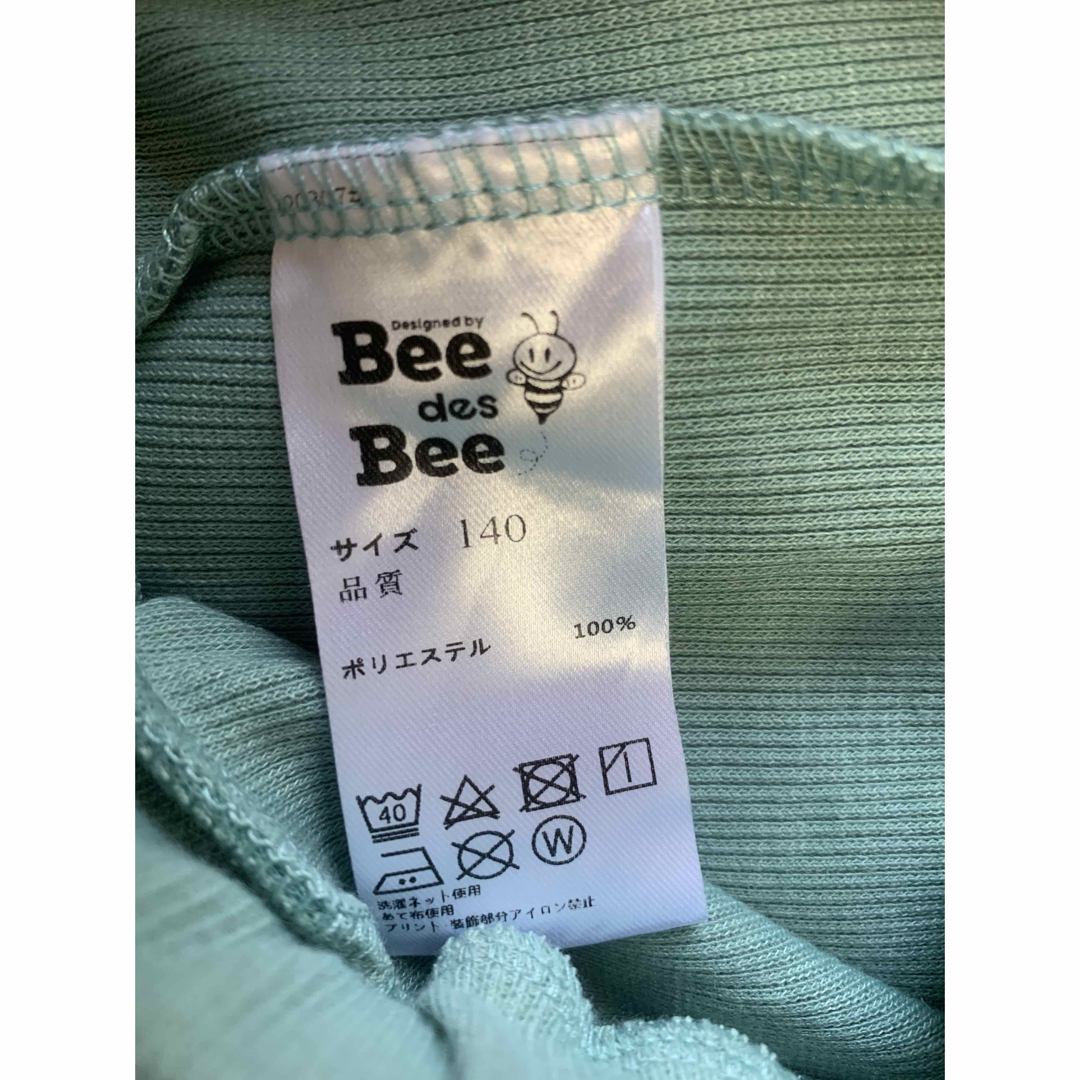 Designed by
Bee
des
Bee
サイズ 140
品質
ポリエステル 100%
40
W
洗濯ネット使用
あて布使用
プリント 装飾部分アイロン禁止